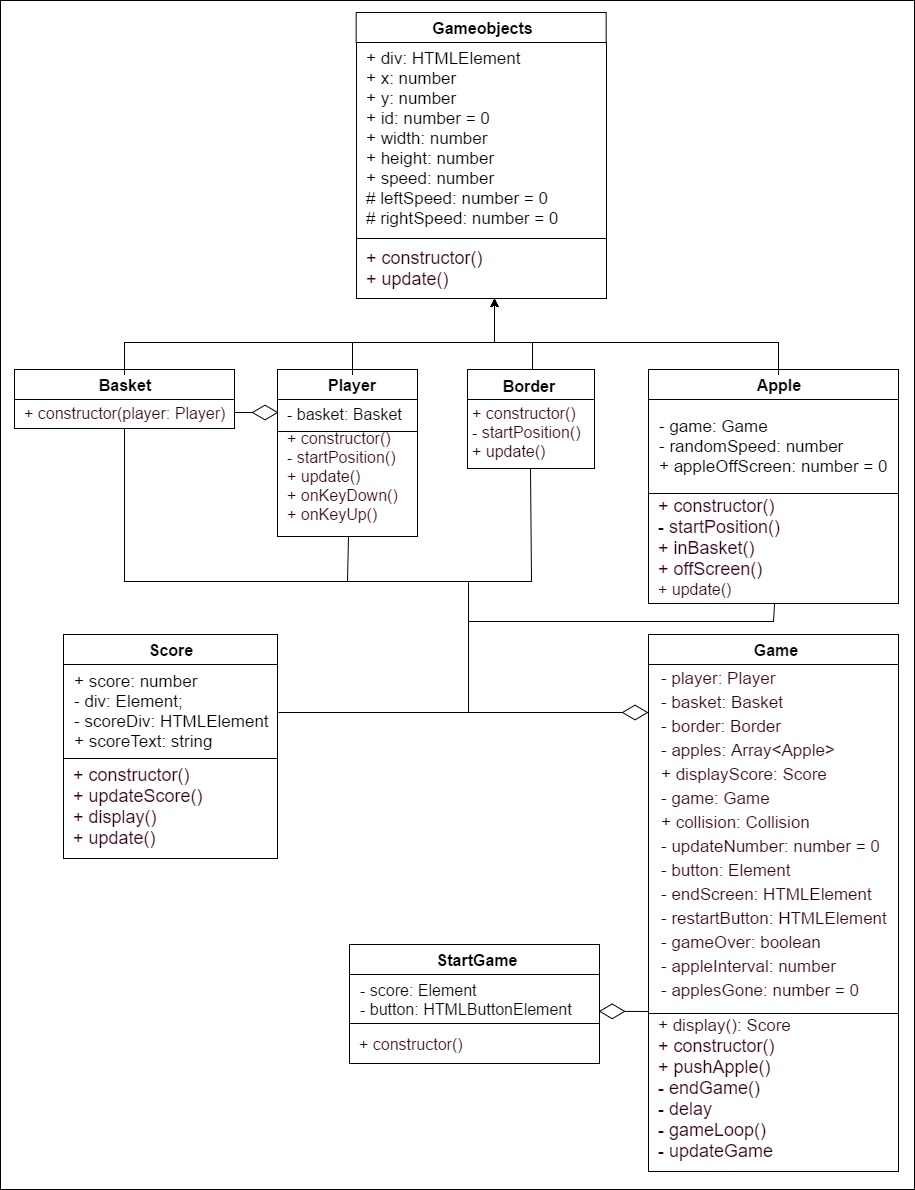 Gameobjects
+ div: HTMLElement
+ x: number
+ y: number
+ id: number = 0
+ width: number
+ height: number
+ speed: number
# leftSpeed: number = 0
# rightSpeed: number = 0
+ constructor()
+ update()
Basket
+ constructor(player: Player)
Player
- basket: Basket
+ constructor()
- startPosition()
+ update()
+ onKeyDown()
+ onKeyUp()
Border
+ constructor()
- startPosition()
+ update()
Apple
- game: Game
- randomSpeed: number
+ appleOffScreen: number = 0
+ constructor()
- startPosition()
+ inBasket()
+ offScreen()
+ update()
Score
+ score: number
- div: Element;
- scoreDiv: HTMLElement
+ scoreText: string
+ constructor()
+ updateScore()
+ display()
+ update()
Game
- player: Player
- basket: Basket
- border: Border
- apples: Array<Apple>
+ displayScore: Score
- game: Game
+ collision: Collision
- updateNumber: number = 0
- button: Element
- endScreen: HTMLElement
- restartButton: HTMLElement
- gameOver: boolean
- appleInterval: number
- applesGone: number = 0
+ display(): Score
+ constructor()
+ pushApple()
- endGame()
- delay
- gameLoop()
- updateGame
StartGame
- score: Element
- button: HTMLButtonElement
+ constructor()